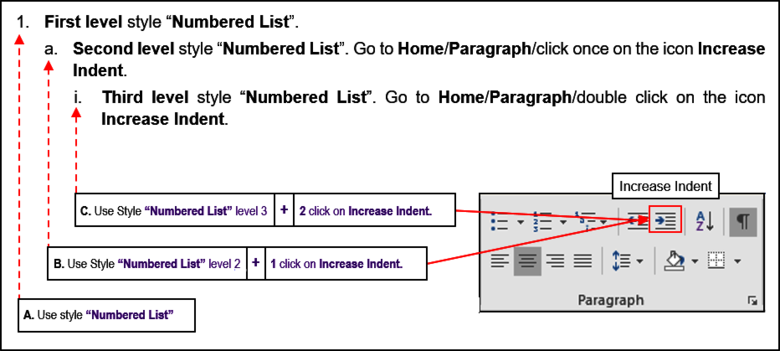 1. First level style “Numbered List”.
a. Second level style “Numbered List”. Go to Home/Paragraph/click once on the icon Increase
Indent.
i. Third level style “Numbered List”. Go to Home/Paragraph/double click on the icon
Increase Indent.
Increase Indent
C. Use Style “Numbered List” level 3 + 2 click on Increase Indent.
B. Use Style “Numbered List” level 2 + 1 click on Increase Indent.
A. Use style “Numbered List”
Paragraph